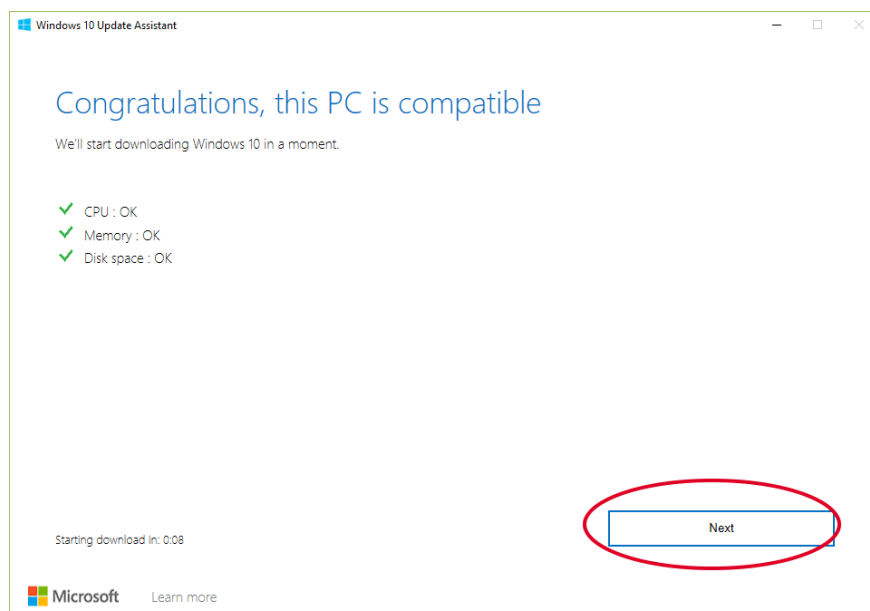 Windows 10 Update Assistant
Congratulations, this PC is compatible
We'll start downloading Windows 10 in a moment.
CPU : OK
Memory : OK
Disk space : OK
Next
Starting download in: 0:08
Microsoft Learn more